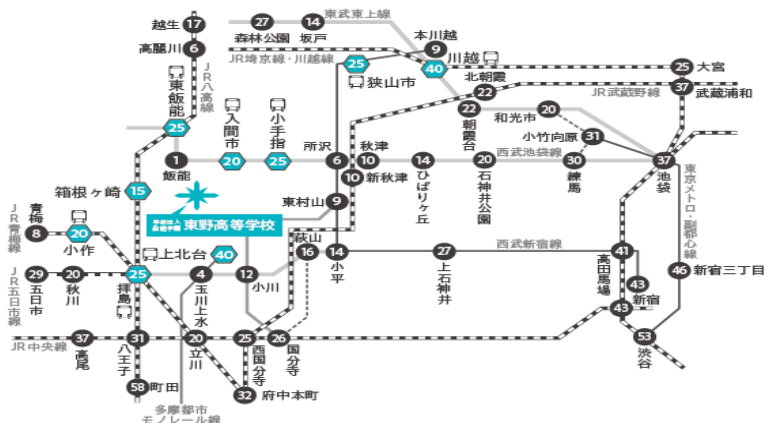 越生
17
27
森林公園
14
坂戸
東武東上線
本川越
9
高麗川
6
JR埼京線・川越線
25
狭山市
川越
40
北朝霞
22
25
大宮
37
武蔵浦和
JR武蔵野線
JR八高線
東飯能
25
入間市
20
小手指
25
22
朝霞台
和光市
20
小竹向原
31
1
飯能
所沢
6
秋津
10
14
ひばりヶ丘
20
石神井公園
西武池袋線
30
練馬
37
池袋
箱根ヶ崎
15
10
新秋津
東村山
9
学校法人
東野高等学校
JR青梅線
青梅
8
20
小作
上北台
40
萩山
16
14
小平
27
上石神井
西武新宿線
41
高田馬場
東京メトロ・副都心線
46
新宿三丁目
JR五日市線
29
五日市
20
秋川
25
拝島
4
玉川上水
12
小川
43
新宿
43
JR中央線
37
高尾
31
八王子
20
立川
25
西国分寺
26
国分寺
53
渋谷
58
町田
32
府中本町
多摩都市
モノレール線